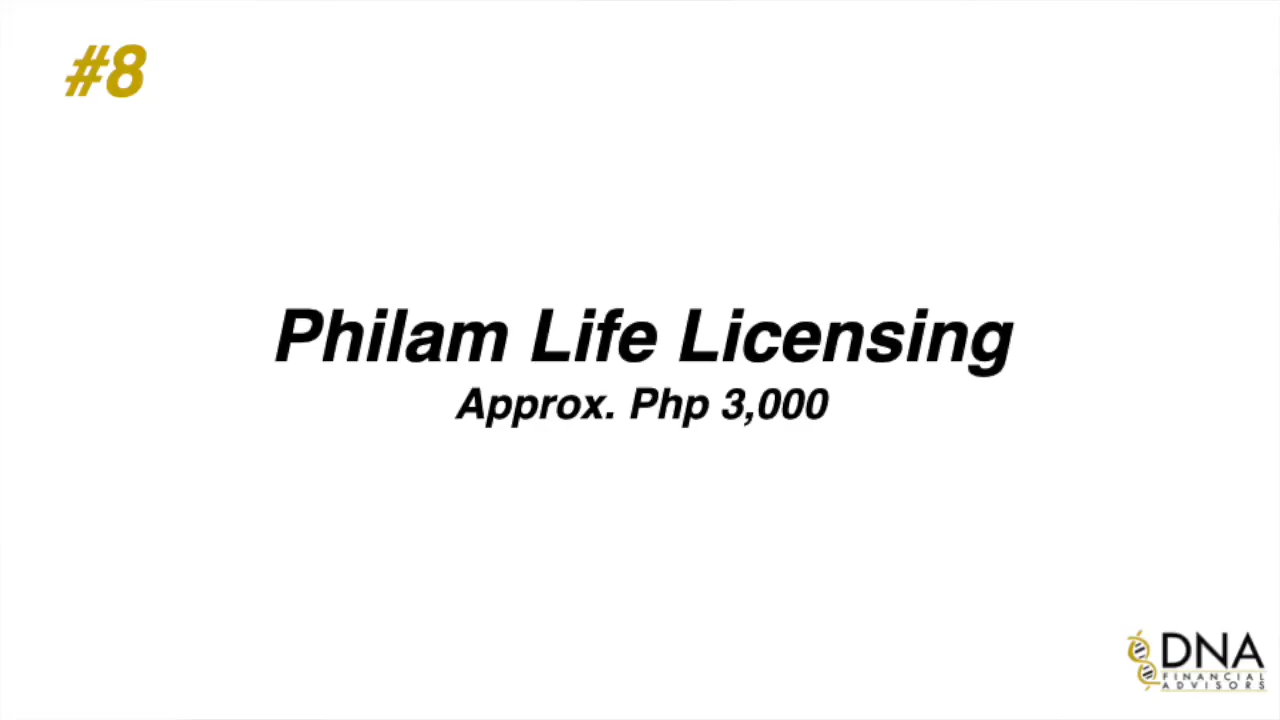 #8
Philam Life Licensing
Approx. Php 3,000
DNA
FINANCIAL
ADVISORS